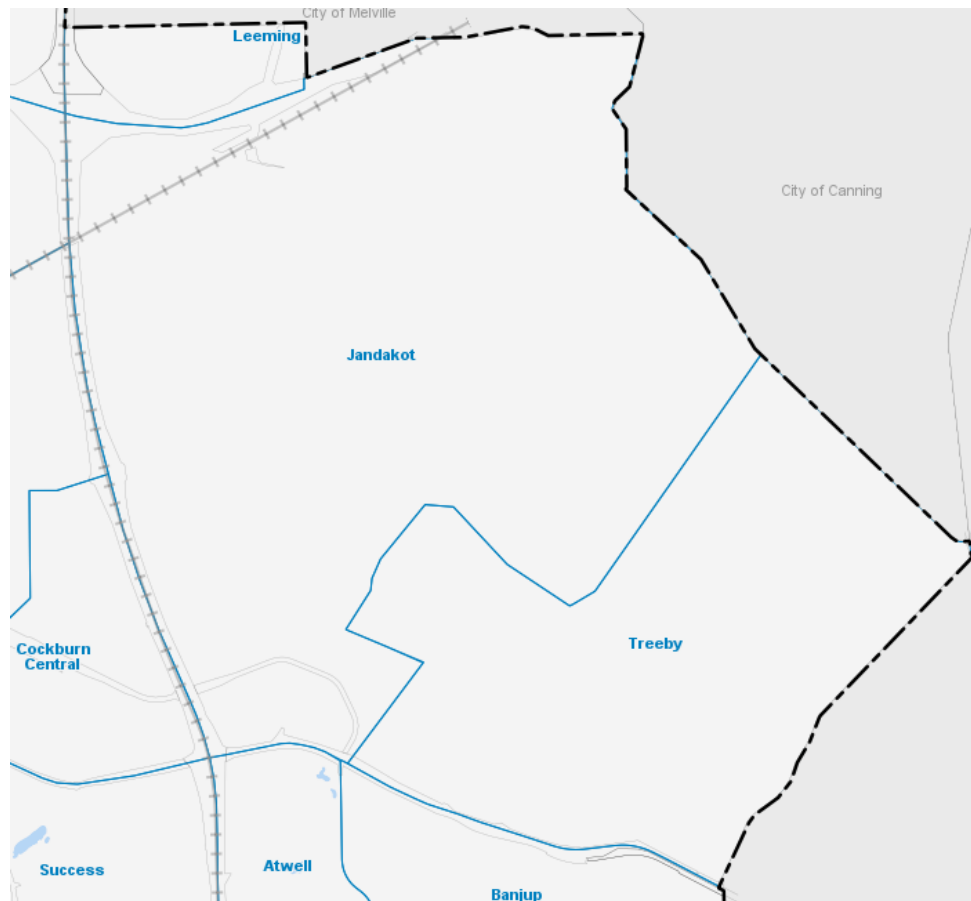 City of Melville
Leeming
City of Canning
Jandakot
Treeby
Cockburn
Central
Success
Atwell
Banjup